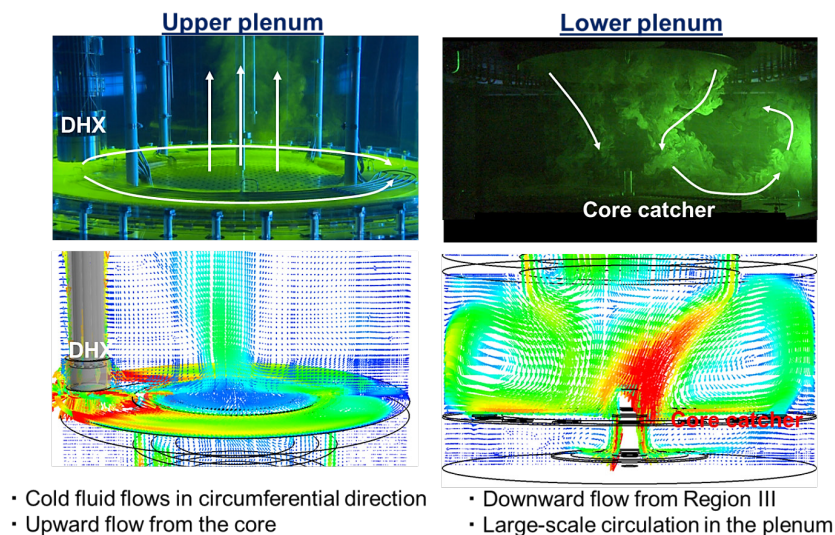 Upper plenum
Lower plenum
DHX
Core catcher
DHX
Core catcher
・Cold fluid flows in circumferential direction
・Upward flow from the core
・Downward flow from Region III
・Large-scale circulation in the plenum